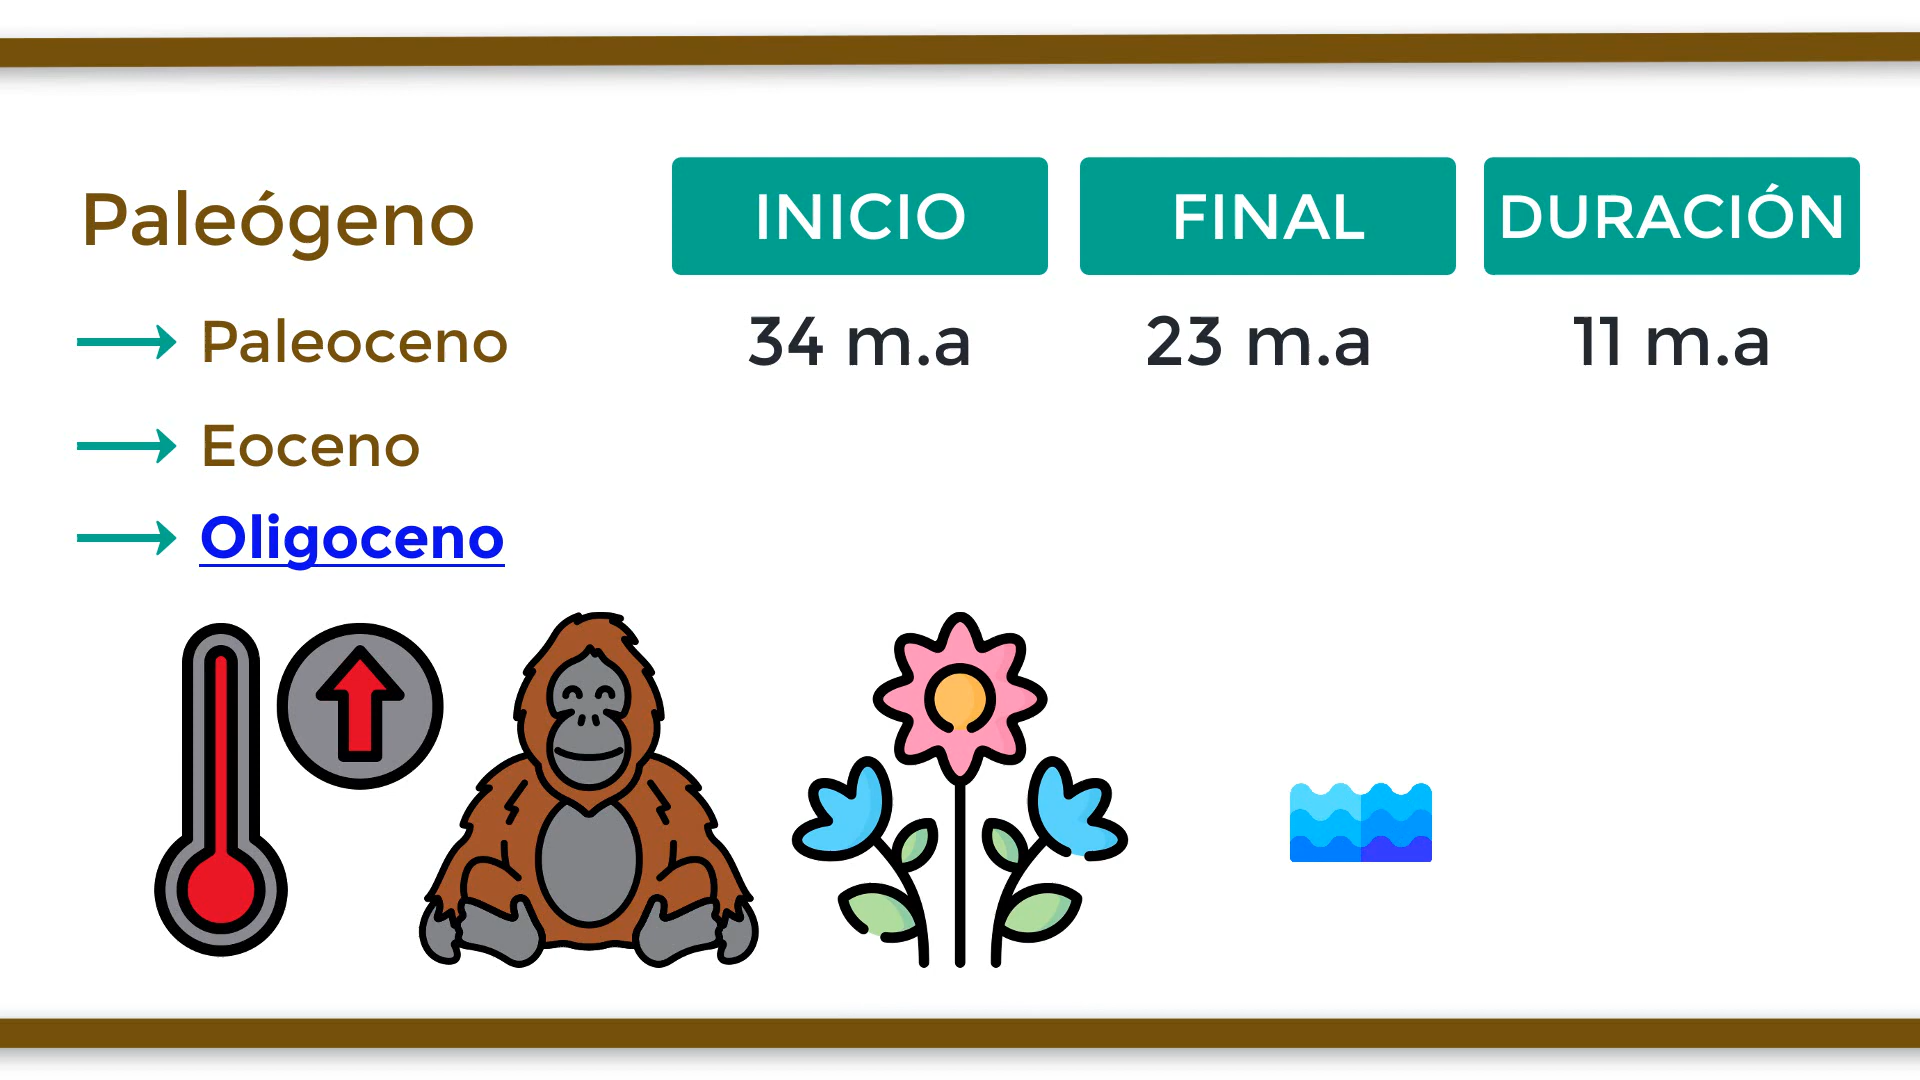 Paleógeno INICIO FINAL DURACIÓN
Paleoceno 34 m.a 23 m.a 11 m.a
Eoceno
Oligoceno